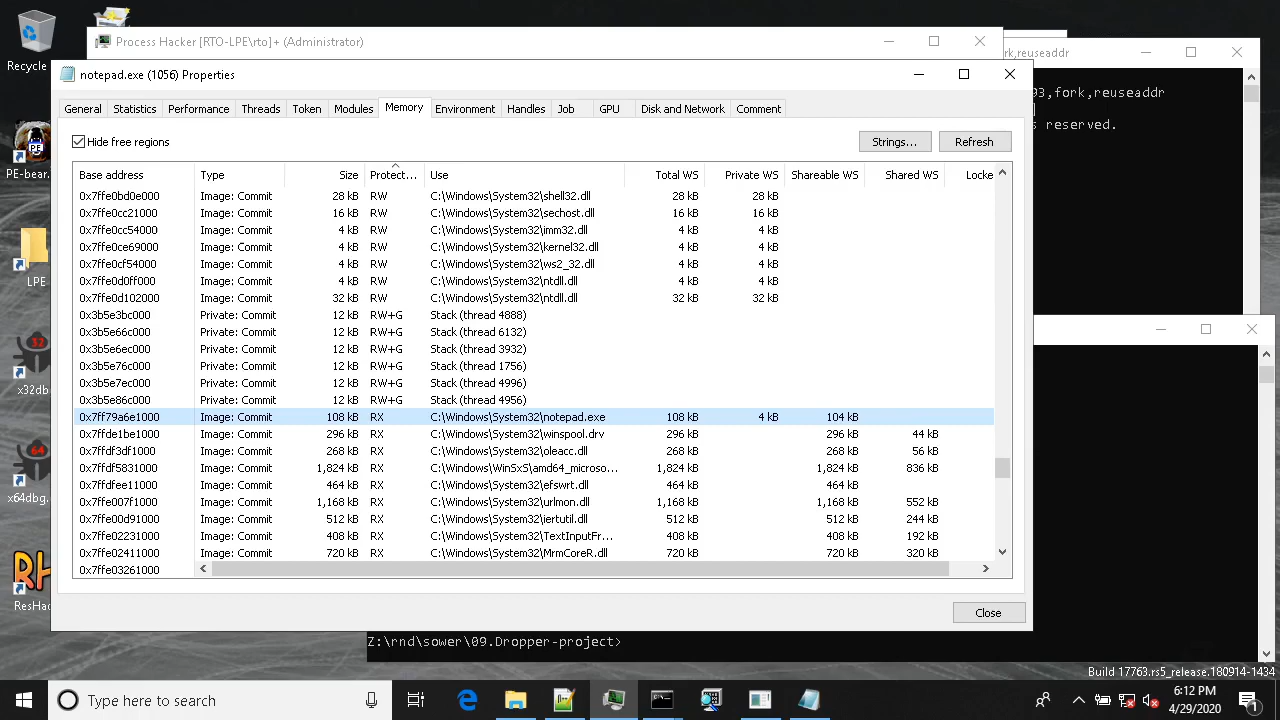 Process Hacker [RTO-LPE\rto]+ (Administrator)
Recycle
rk,reuseaddr
notepad.exe (1056) Properties
93,fork,reuseaddr
]
s reserved.
General Statistics Performance Threads Token Modules Memory Environment Handles Job GPU Disk and Network Comment
Hide free regions
Strings... Refresh
PE-bear.
Base address Type Size Protect... Use Total WS Private WS Shareable WS Shared WS Locke
0x7ffe0bd0e000 Image: Commit 28 kB RW C:\Windows\System32\shell32.dll 28 kB 28 kB
0x7ffe0cc21000 Image: Commit 16 kB RW C:\Windows\System32\sechost.dll 16 kB 16 kB
0x7ffe0cc54000 Image: Commit 4 kB RW C:\Windows\System32\imm32.dll 4 kB 4 kB
0x7ffe0ce69000 Image: Commit 4 kB RW C:\Windows\System32\kernel32.dll 4 kB 4 kB
0x7ffe0cf54000 Image: Commit 4 kB RW C:\Windows\System32\ws2_32.dll 4 kB 4 kB
0x7ffe0d0ff000 Image: Commit 4 kB RW C:\Windows\System32\ntdll.dll 4 kB 4 kB
LPE
0x7ffe0d102000 Image: Commit 32 kB RW C:\Windows\System32\ntdll.dll 32 kB 32 kB
0x3b5e3bc000 Private: Commit 12 kB RW+G Stack (thread 4808)
0x3b5e66c000 Private: Commit 12 kB RW+G Stack (thread 6132)
0x3b5e6ec000 Private: Commit 12 kB RW+G Stack (thread 3932)
0x3b5e76c000 Private: Commit 12 kB RW+G Stack (thread 1756)
0x3b5e7ec000 Private: Commit 12 kB RW+G Stack (thread 4996)
x32db
0x3b5e86c000 Private: Commit 12 kB RW+G Stack (thread 4956)
0x7ff79a6e1000 Image: Commit 108 kB RX C:\Windows\System32\notepad.exe 108 kB 4 kB 104 kB
0x7ffde1be1000 Image: Commit 296 kB RX C:\Windows\System32\winspool.drv 296 kB 296 kB 44 kB
0x7ffdf3df1000 Image: Commit 268 kB RX C:\Windows\System32\oleacc.dll 268 kB 268 kB 56 kB
0x7ffdf5831000 Image: Commit 1,824 kB RX C:\Windows\WinSxS\amd64_microso... 1,824 kB 1,824 kB 836 kB
0x7ffdfee11000 Image: Commit 464 kB RX C:\Windows\System32\efswrt.dll 464 kB 464 kB
x64dbg.
0x7ffe007f1000 Image: Commit 1,168 kB RX C:\Windows\System32\urlmon.dll 1,168 kB 1,168 kB 552 kB
0x7ffe00d91000 Image: Commit 512 kB RX C:\Windows\System32\iertutil.dll 512 kB 512 kB 244 kB
0x7ffe02231000 Image: Commit 408 kB RX C:\Windows\System32\TextInputFr... 408 kB 408 kB 192 kB
0x7ffe02411000 Image: Commit 720 kB RX C:\Windows\System32\MrmCoreR.dll 720 kB 720 kB 320 kB
0x7ffe03261000
ResHac
Close
Z:\rnd\sower\09.Dropper-project>
Build 17763.rs5_release.180914-1434
Type here to search
6:12 PM
4/29/2020
1